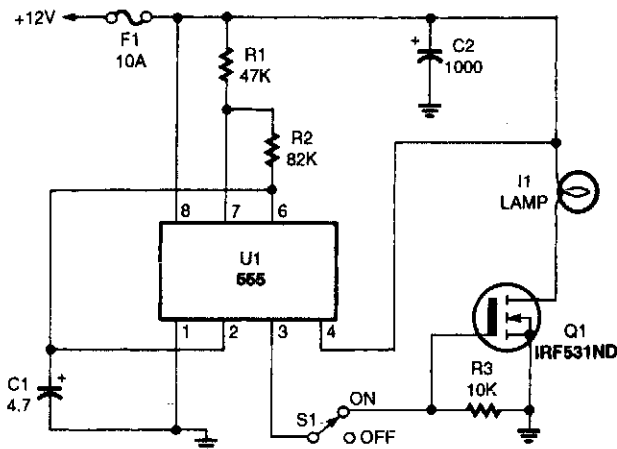 +12V
F1
10A
R1
47K
C2
1000
+
R2
82K
I1
LAMP
8
7
6
U1
555
1
2
3
4
Q1
IRF531ND
C1
4.7
+
R3
10K
S1
ON
OFF